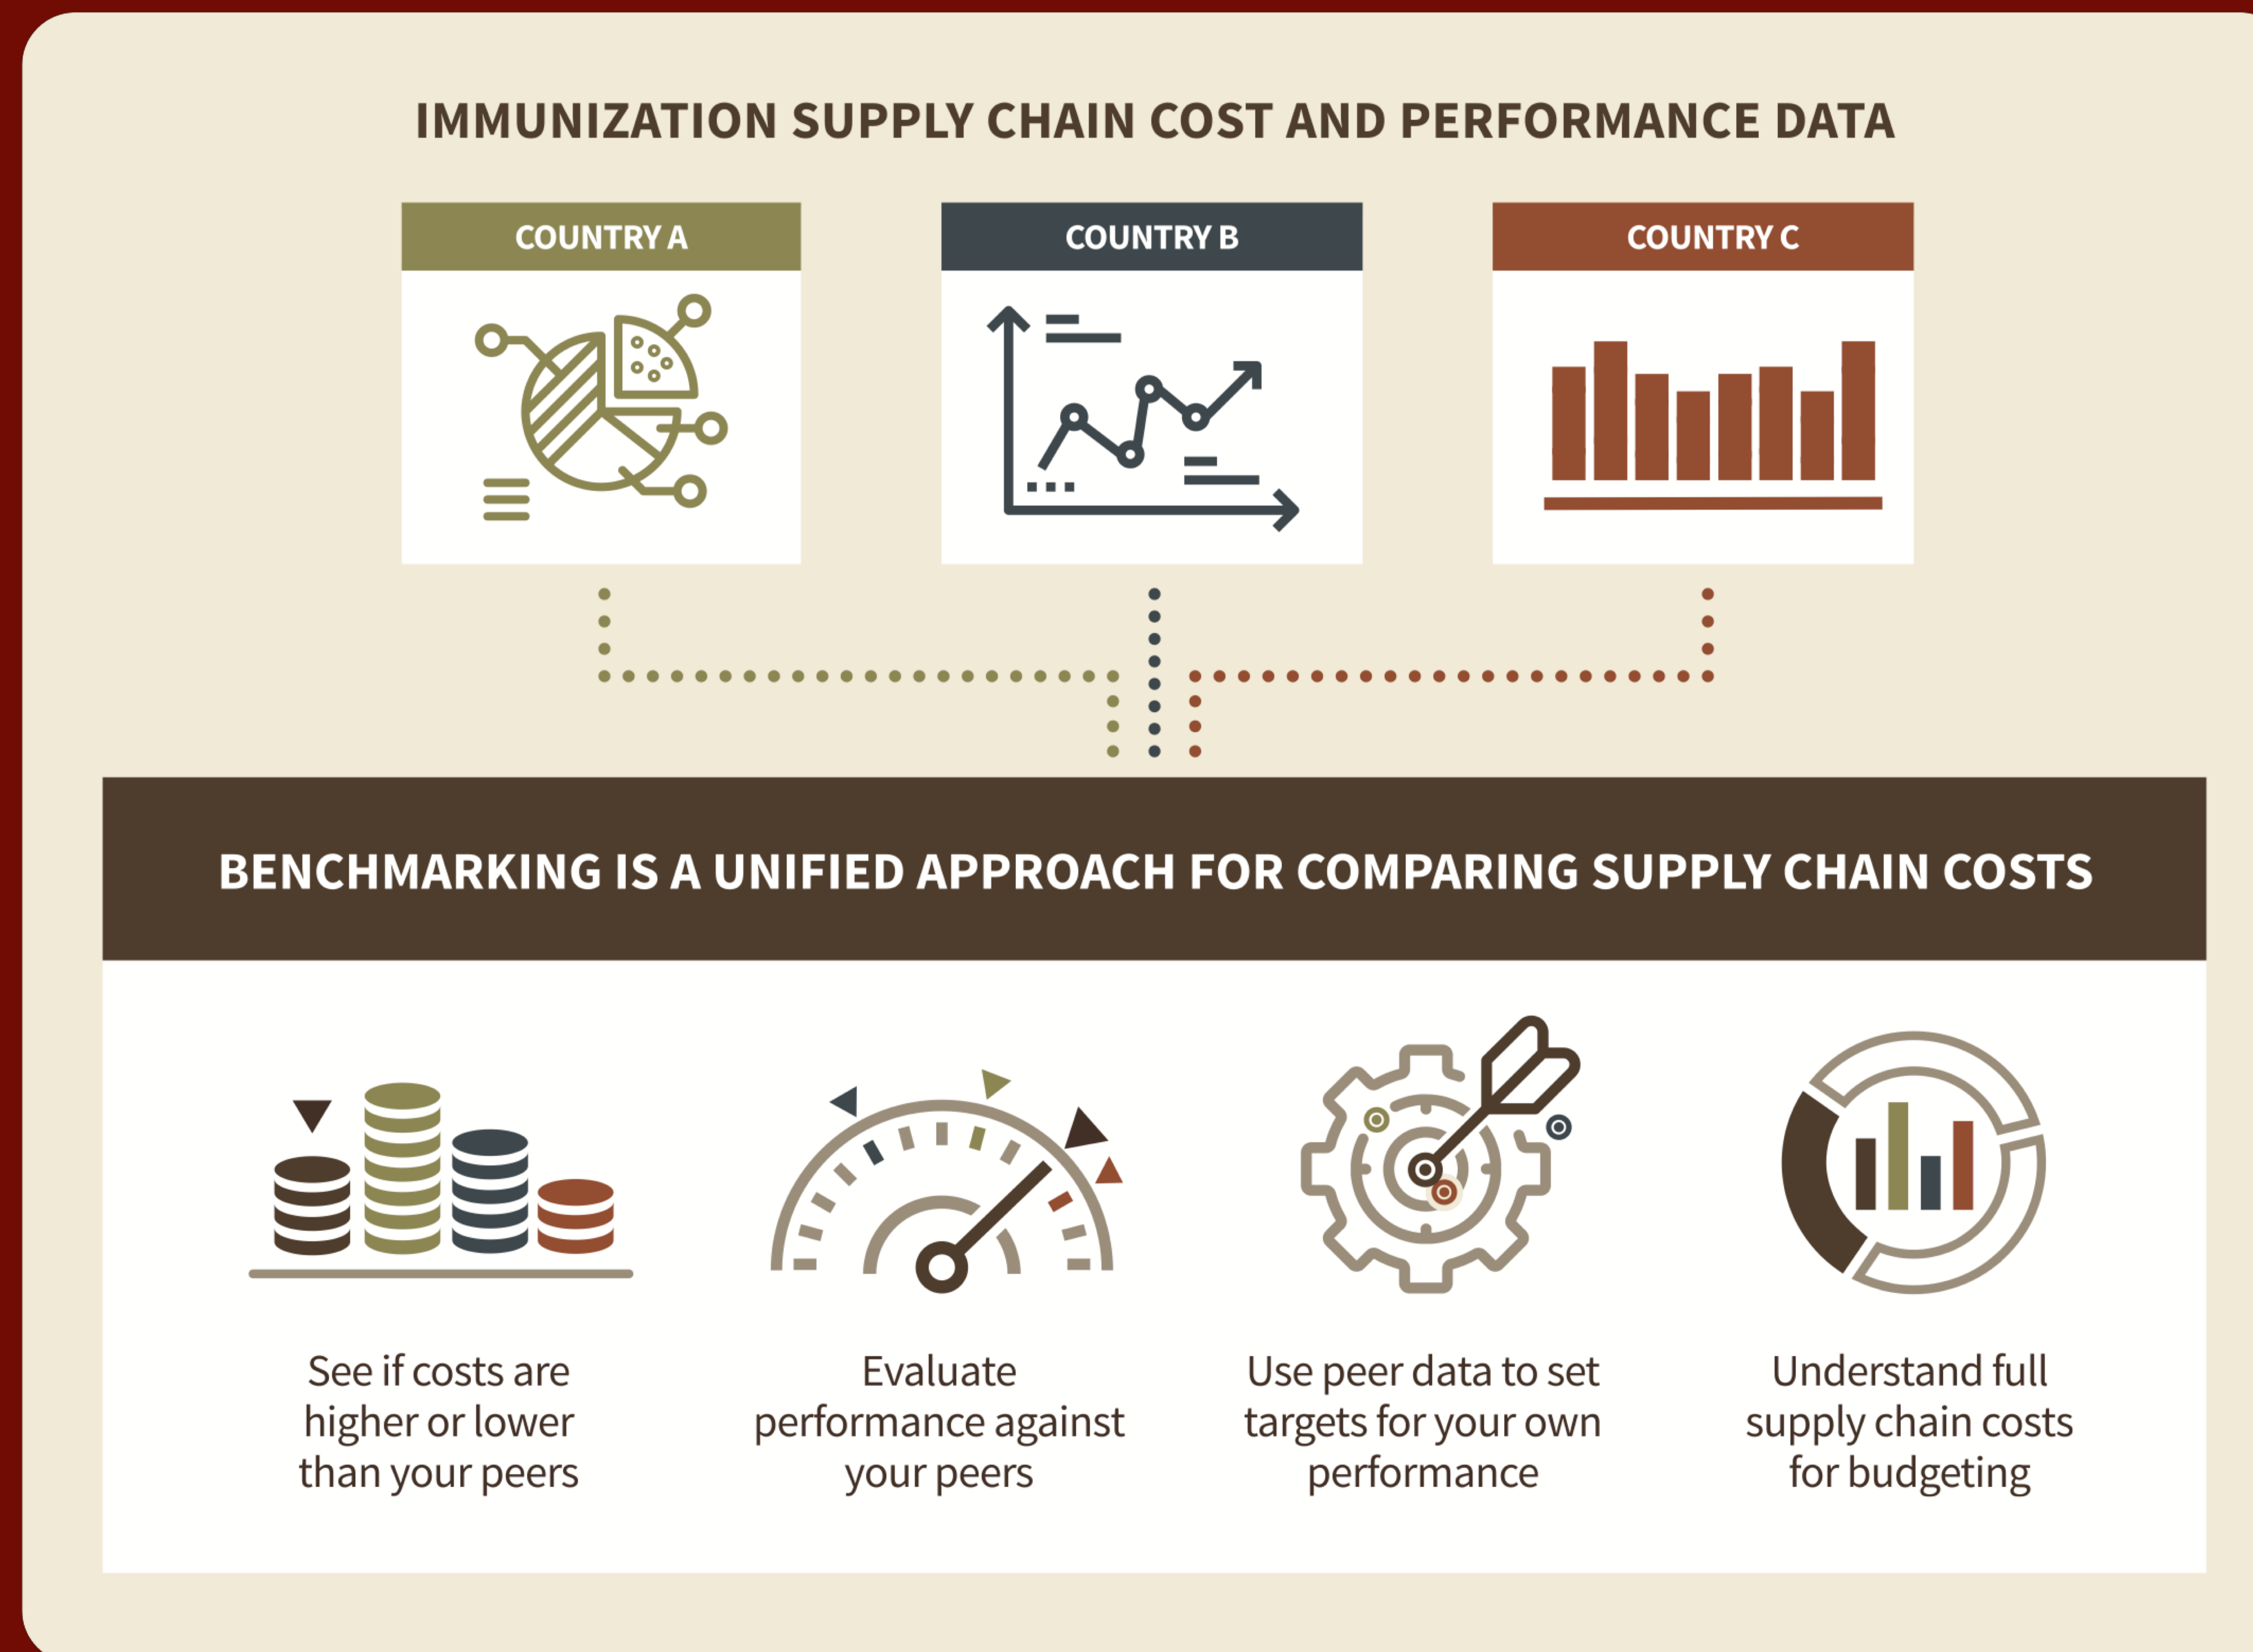 IMMUNIZATION SUPPLY CHAIN COST AND PERFORMANCE DATA
COUNTRY A
COUNTRY B
COUNTRY C
BENCHMARKING IS A UNIFIED APPROACH FOR COMPARING SUPPLY CHAIN COSTS
See if costs are
higher or lower
than your peers
Evaluate
performance against
your peers
Use peer data to set
targets for your own
performance
Understand full
supply chain costs
for budgeting